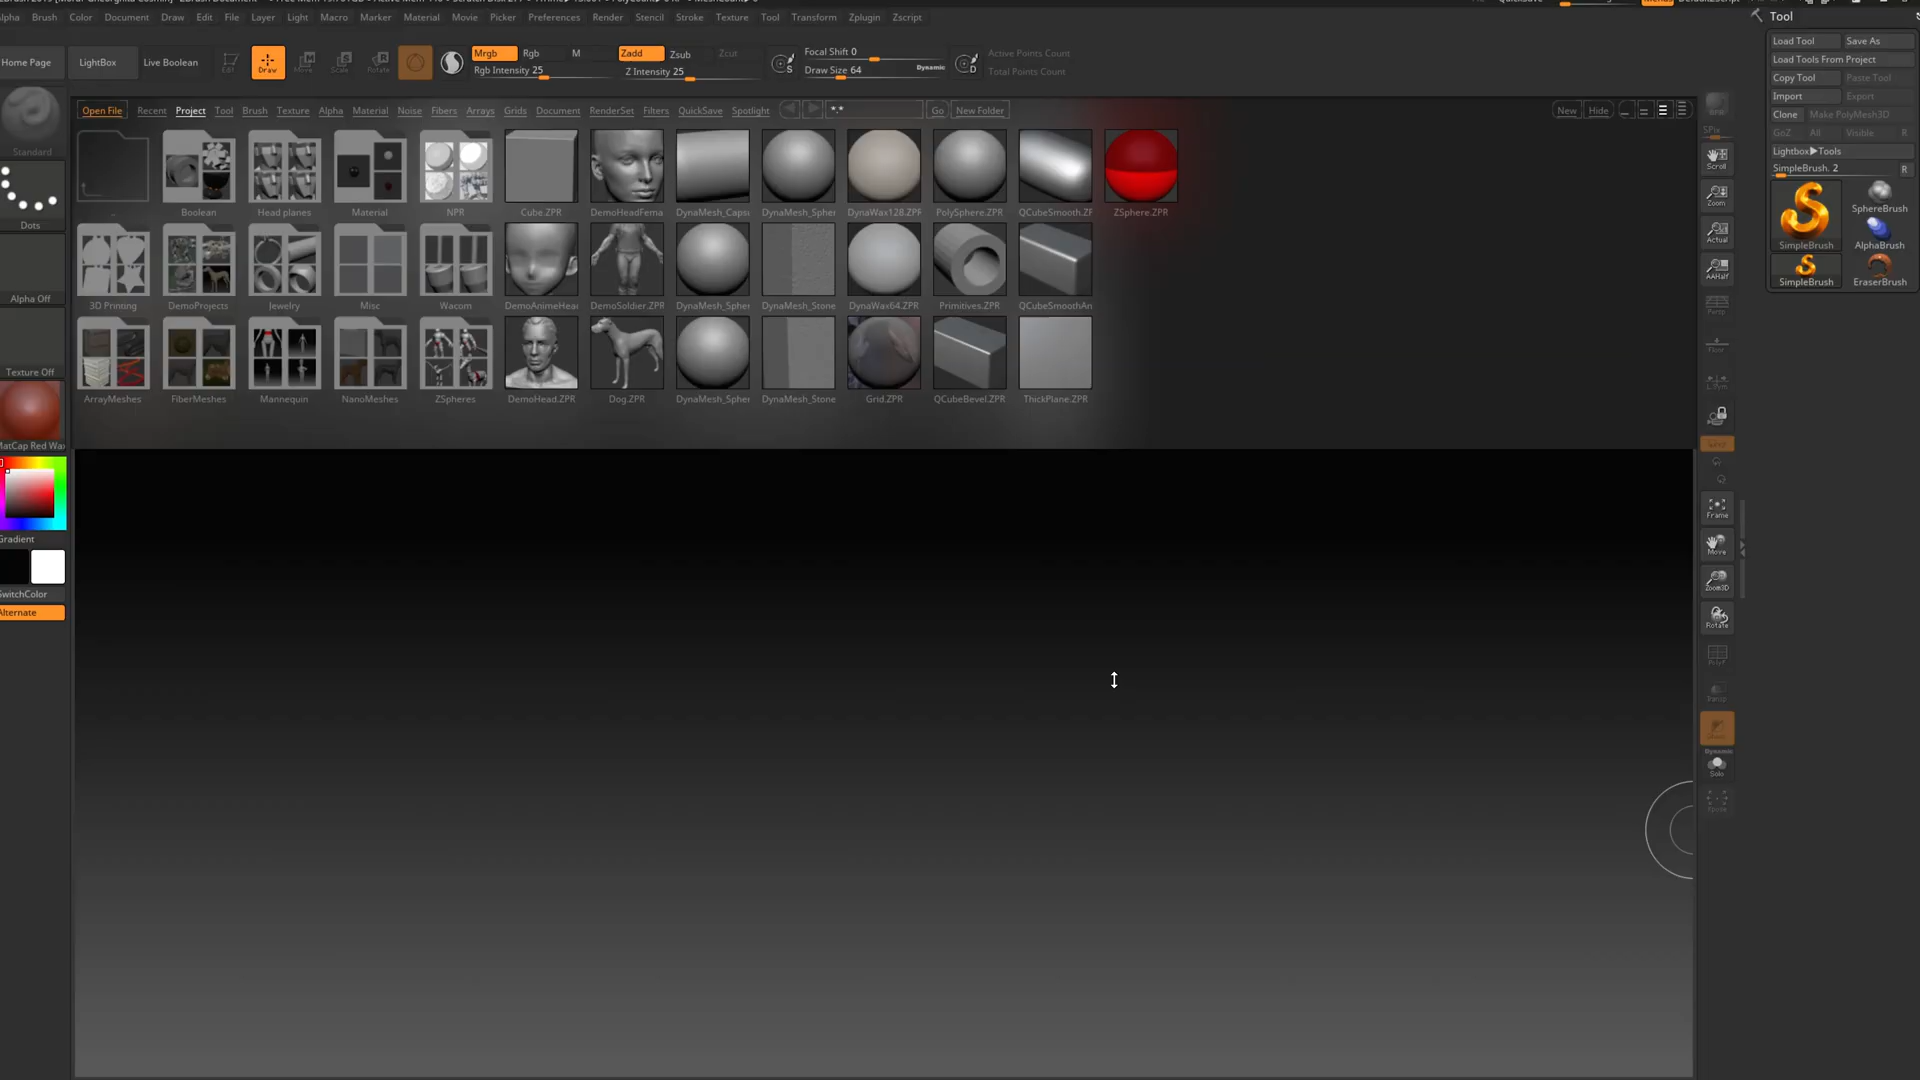 Alpha Brush Color Document Draw Edit File Layer Light Macro Marker Material Movie Picker Preferences Render Stencil Stroke Texture Tool Transform Zplugin Zscript
Home Page LightBox Live Boolean Edit Draw Move Scale Rotate
Mrgb Rgb M Zadd Zsub Zcut
Rgb Intensity 25 Z Intensity 25
Focal Shift 0
Draw Size 64 Dynamic
Active Points Count
Total Points Count
Open File Recent Project Tool Brush Texture Alpha Material Noise Fibers Arrays Grids Document RenderSet Filters QuickSave Spotlight ** Go New Folder New Hide
.. Boolean Head planes Material NPR Cube.ZPR DemoHeadFema DynaMesh_Caps DynaMesh_Spher DynaWax128.ZPR PolySphere.ZPR QCubeSmooth.ZF ZSphere.ZPR
3D Printing DemoProjects Jewelry Misc Wacom DemoAnimeHea DemoSoldier.ZPR DynaMesh_Spher DynaMesh_Stone DynaWax64.ZPR Primitives.ZPR QCubeSmoothAn
ArrayMeshes FiberMeshes Mannequin NanoMeshes ZSpheres DemoHead.ZPR Dog.ZPR DynaMesh_Spher DynaMesh_Stone Grid.ZPR QCubeBevel.ZPR ThickPlane.ZPR
Standard
Dots
Alpha Off
Texture Off
MatCap Red Wax
Gradient
SwitchColor
Alternate
SPix
Scroll
Zoom
Actual
AAHalf
Persp
Floor
Frame
Move
Zoom3D
Rotate
PolyF
Transp
Dynamic
Solo
Xpose
Tool
Load Tool Save As
Load Tools From Project
Copy Tool Paste Tool
Import Export
Clone Make PolyMesh3D
GoZ All Visible R
Lightbox▶Tools
SimpleBrush. 2 R
SimpleBrush SphereBrush
AlphaBrush
SimpleBrush EraserBrush